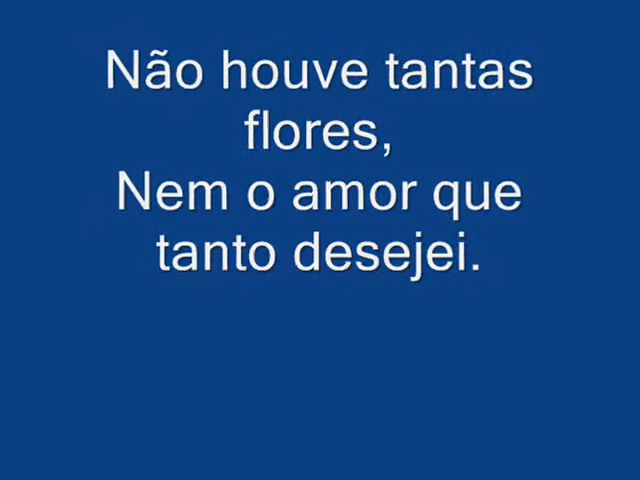 Não houve tantas
flores,
Nem o amor que
tanto desejei.